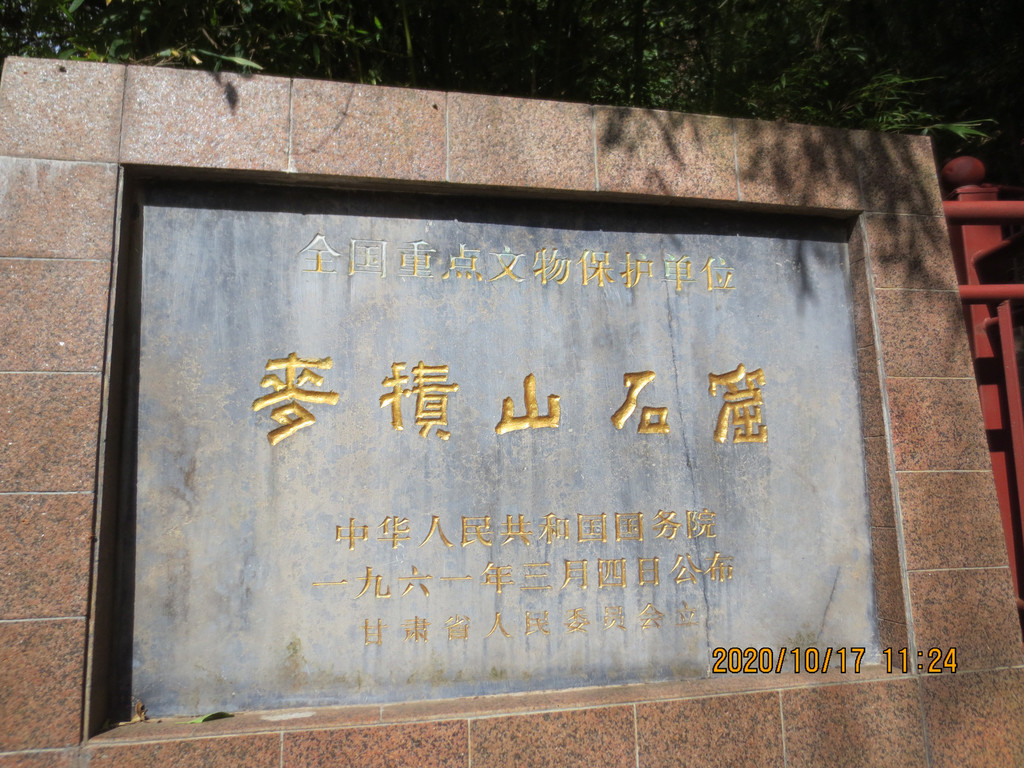 全国重点文物保护单位
麥積山石窟
中华人民共和国国务院
一九六一年三月四日公布
甘肃省人民委员会立
2020/10/17 11:24